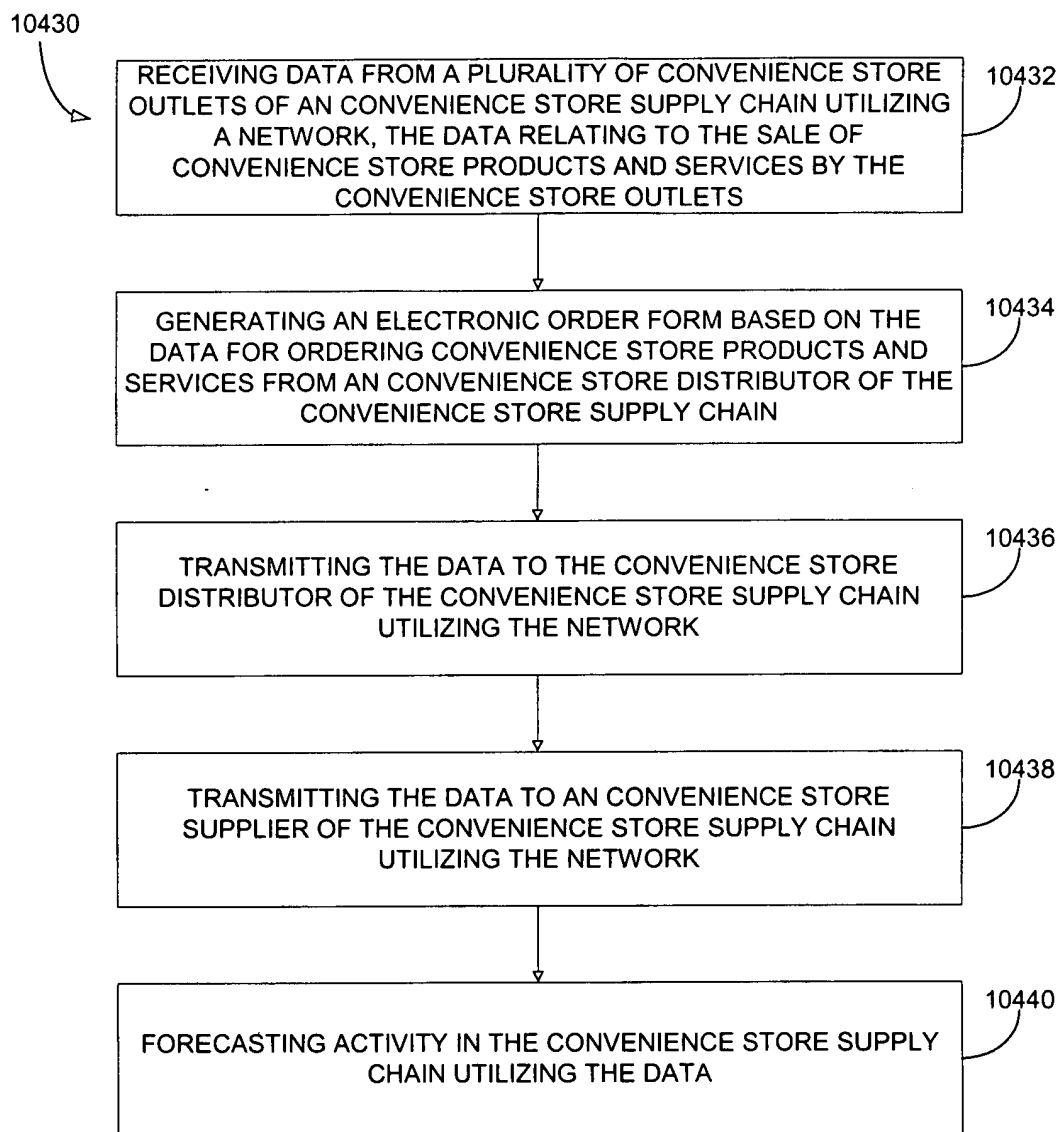 10430
RECEIVING DATA FROM A PLURALITY OF CONVENIENCE STORE
OUTLETS OF AN CONVENIENCE STORE SUPPLY CHAIN UTILIZING
A NETWORK, THE DATA RELATING TO THE SALE OF
CONVENIENCE STORE PRODUCTS AND SERVICES BY THE
CONVENIENCE STORE OUTLETS
10432
GENERATING AN ELECTRONIC ORDER FORM BASED ON THE
DATA FOR ORDERING CONVENIENCE STORE PRODUCTS AND
SERVICES FROM AN CONVENIENCE STORE DISTRIBUTOR OF THE
CONVENIENCE STORE SUPPLY CHAIN
10434
TRANSMITTING THE DATA TO THE CONVENIENCE STORE
DISTRIBUTOR OF THE CONVENIENCE STORE SUPPLY CHAIN
UTILIZING THE NETWORK
10436
TRANSMITTING THE DATA TO AN CONVENIENCE STORE
SUPPLIER OF THE CONVENIENCE STORE SUPPLY CHAIN
UTILIZING THE NETWORK
10438
FORECASTING ACTIVITY IN THE CONVENIENCE STORE SUPPLY
CHAIN UTILIZING THE DATA
10440